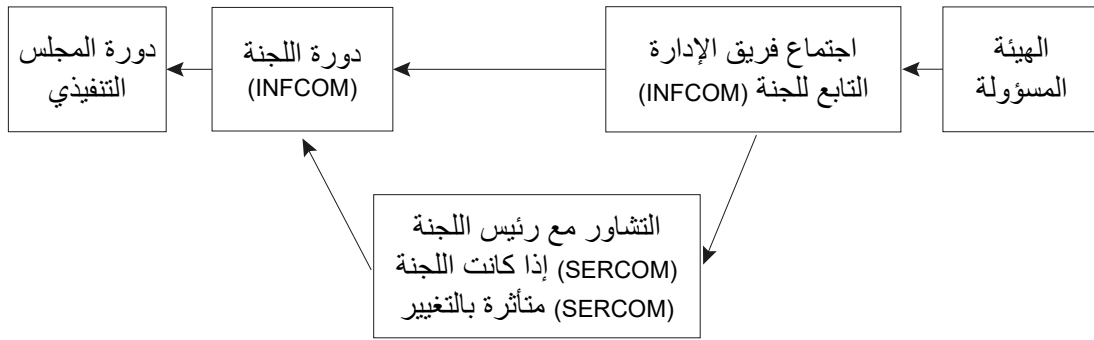 الهيئة
المسؤولة
اجتماع فريق الإدارة
التابع للجنة (INFCOM)
دورة اللجنة
(INFCOM)
دورة المجلس
التنفيذي
التشاور مع رئيس اللجنة
(SERCOM) إذا كانت اللجنة
(SERCOM) متأثرة بالتغيير